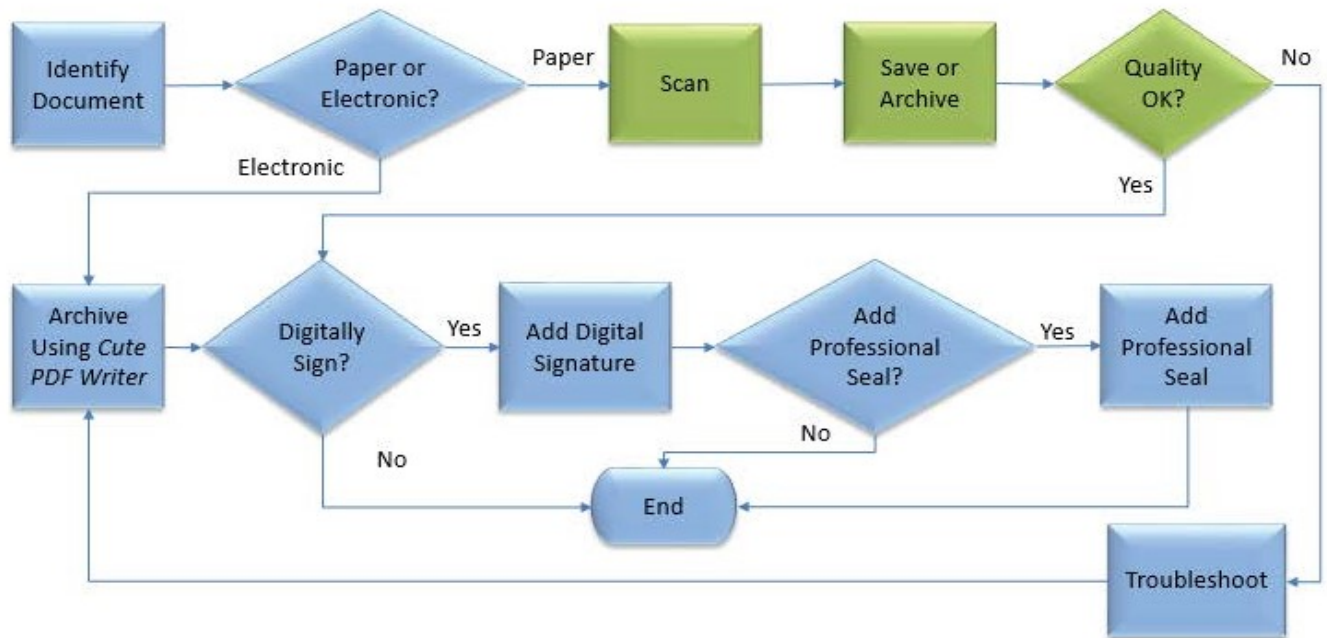 Identify
Document
Paper or
Electronic?
Paper
Scan
Save or
Archive
Quality
OK?
No
Electronic
Yes
Archive
Using Cute
PDF Writer
Digitally
Sign?
Yes
Add Digital
Signature
Add
Professional
Seal?
Yes
Add
Professional
Seal
No
No
End
Troubleshoot